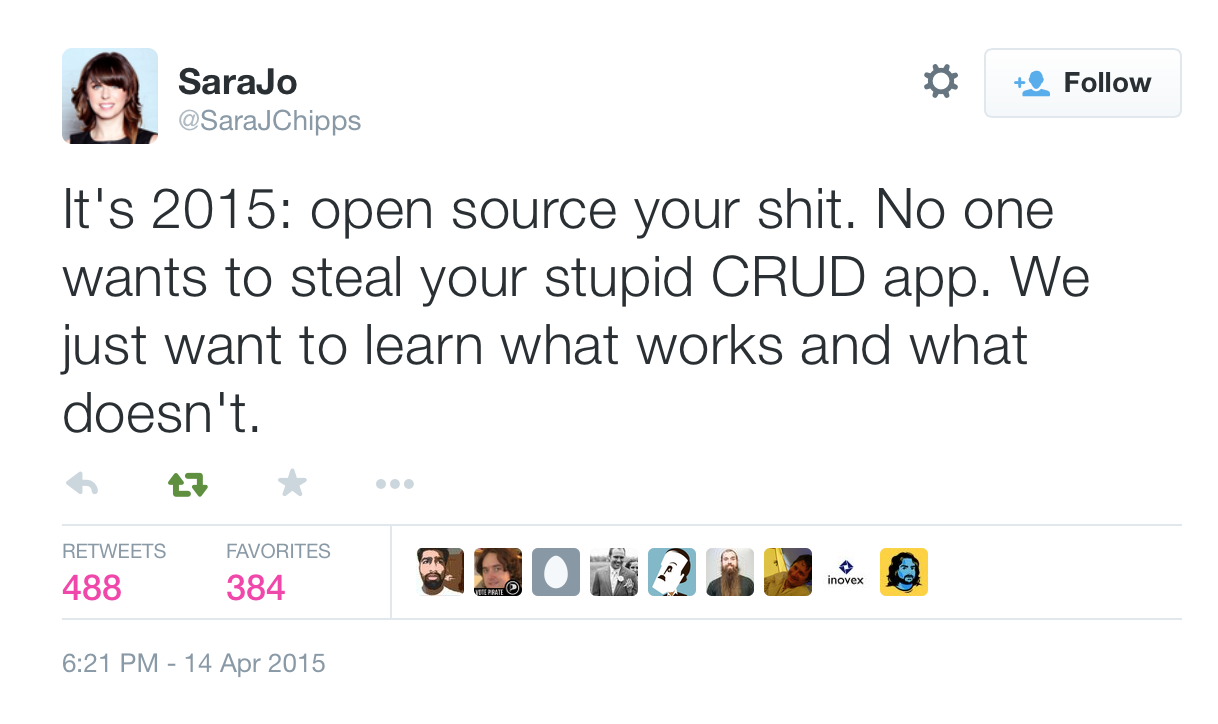 SaraJo
@SaraJChipps
Follow
It's 2015: open source your shit. No one
wants to steal your stupid CRUD app. We
just want to learn what works and what
doesn't.
RETWEETS
488
FAVORITES
384
VOTE PIRATE
inovex
6:21 PM - 14 Apr 2015